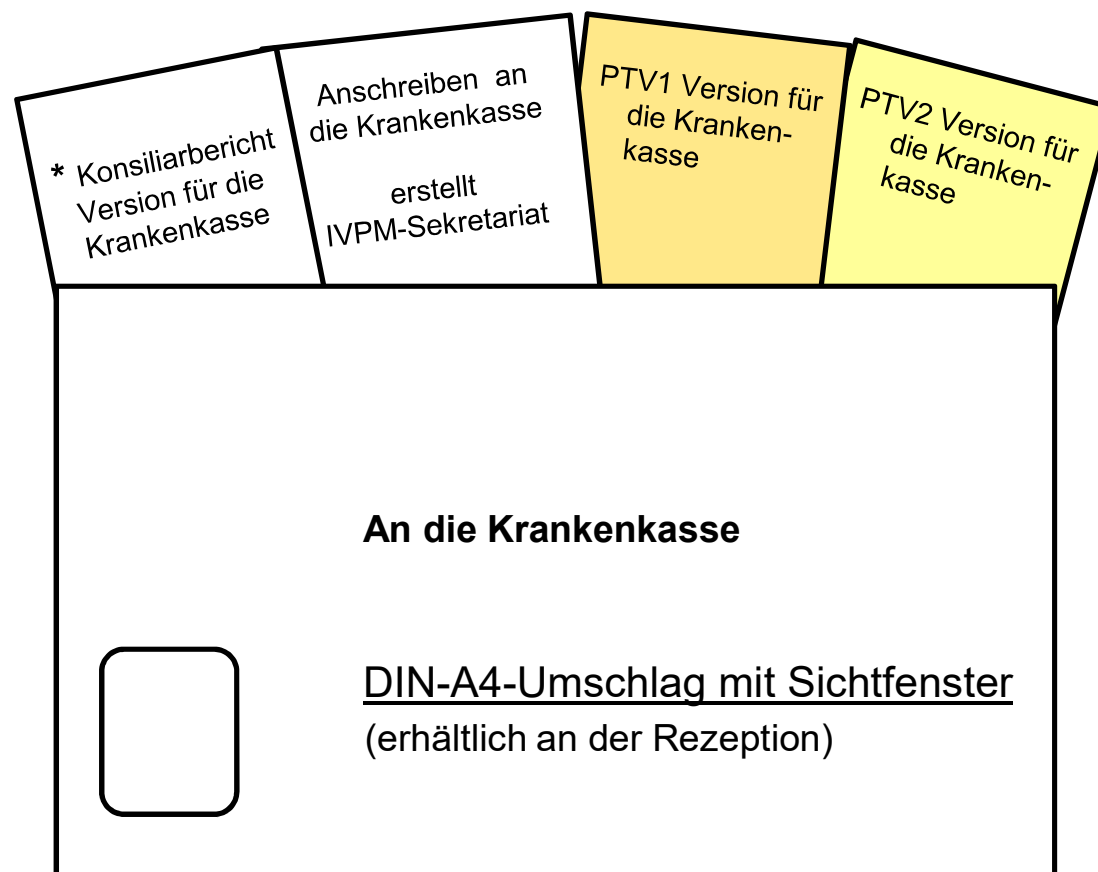 * Konsiliarbericht
Version für die
Krankenkasse
Anschreiben an
die Krankenkasse
erstellt
IVPM-Sekretariat
PTV1 Version für
die Kranken-
kasse
PTV2 Version für
die Kranken-
kasse
An die Krankenkasse
DIN-A4-Umschlag mit Sichtfenster
(erhältlich an der Rezeption)